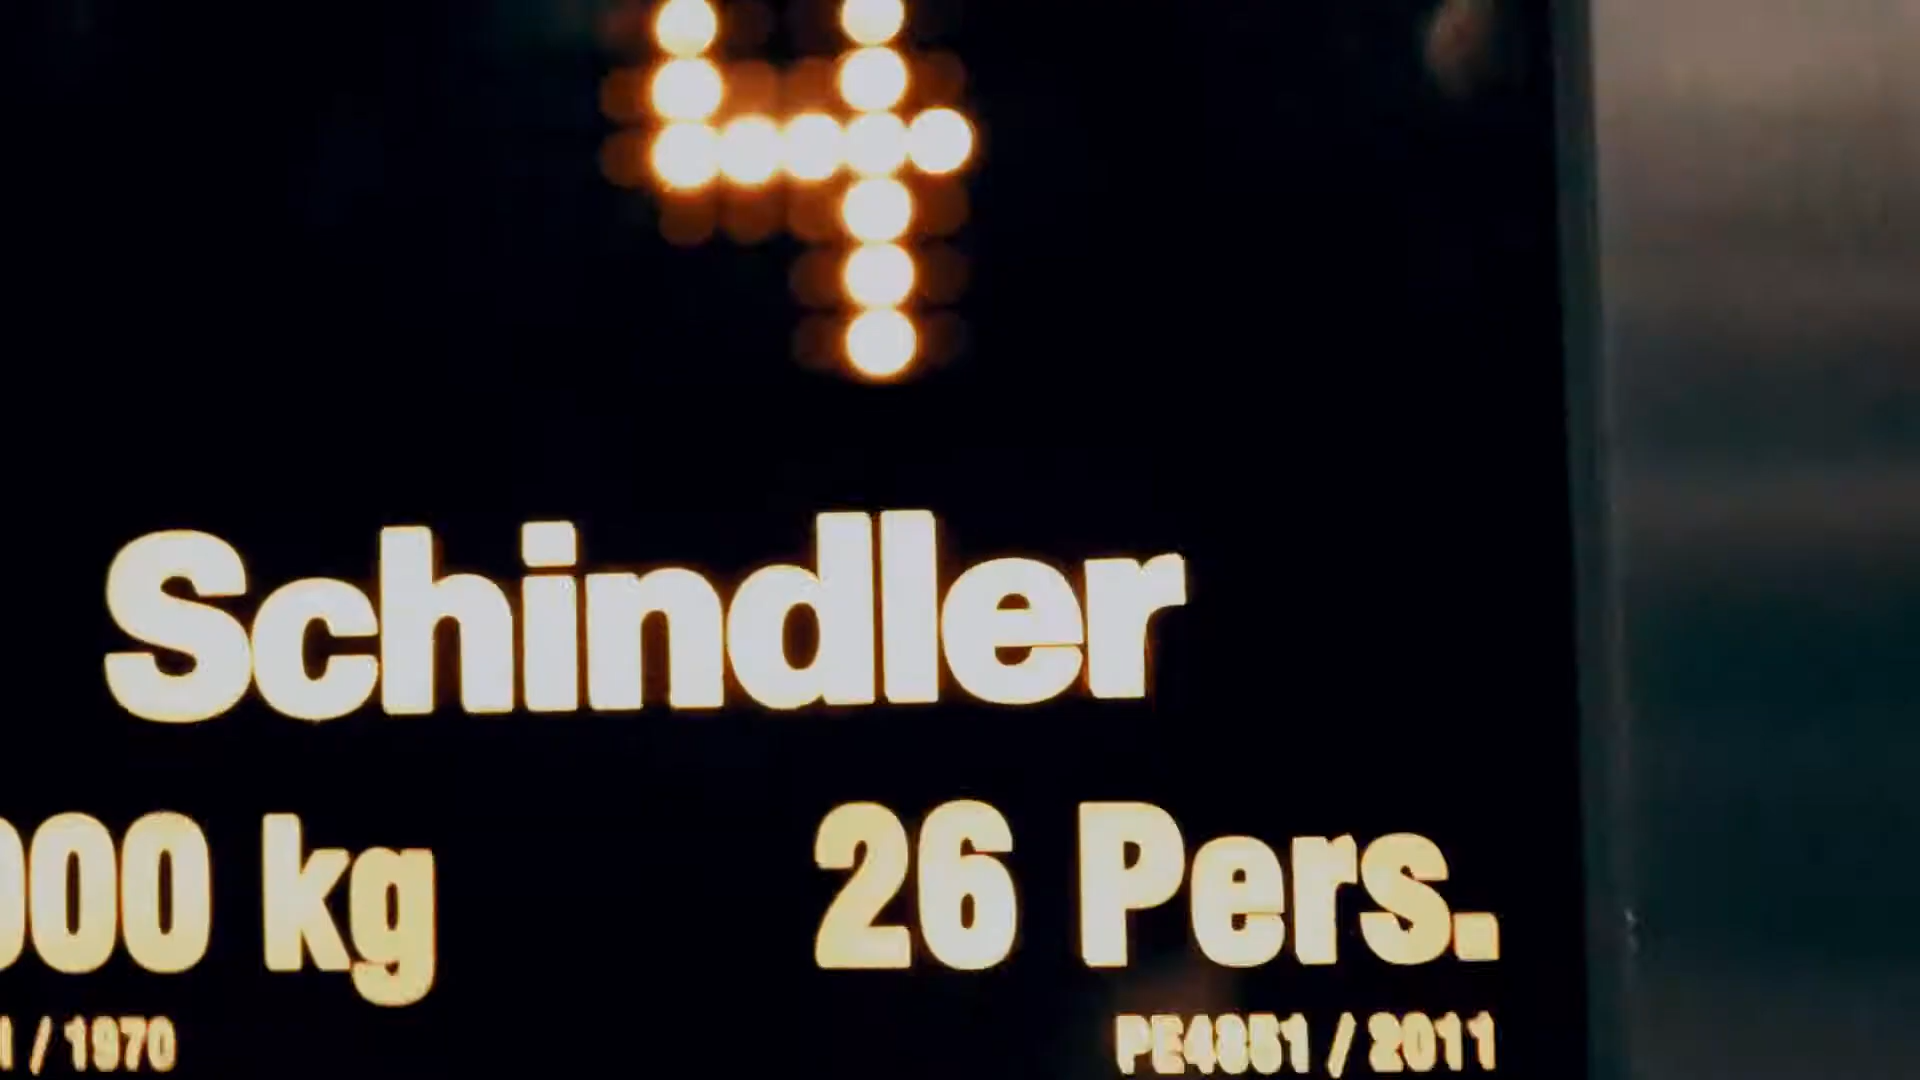 4
Schindler
000 kg 26 Pers.
/ 1970 PE4851 / 2011